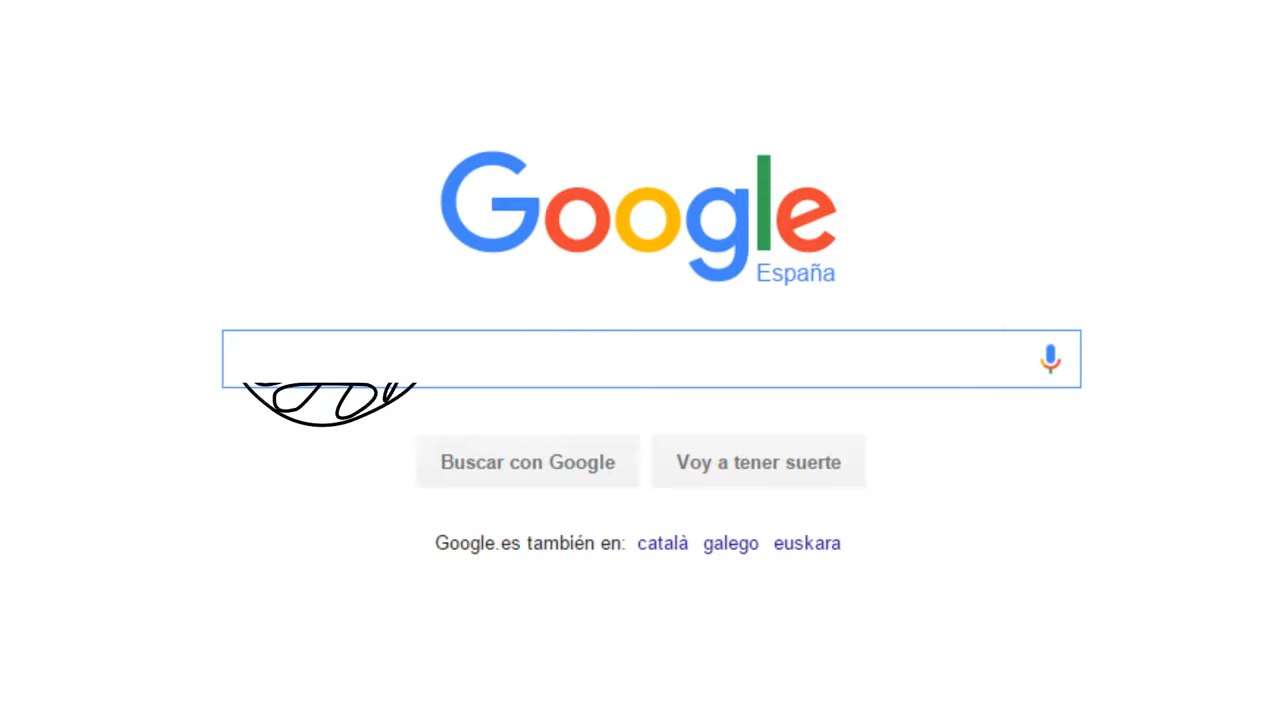 Google
España
Buscar con Google
Voy a tener suerte
Google.es también en: català galego euskara